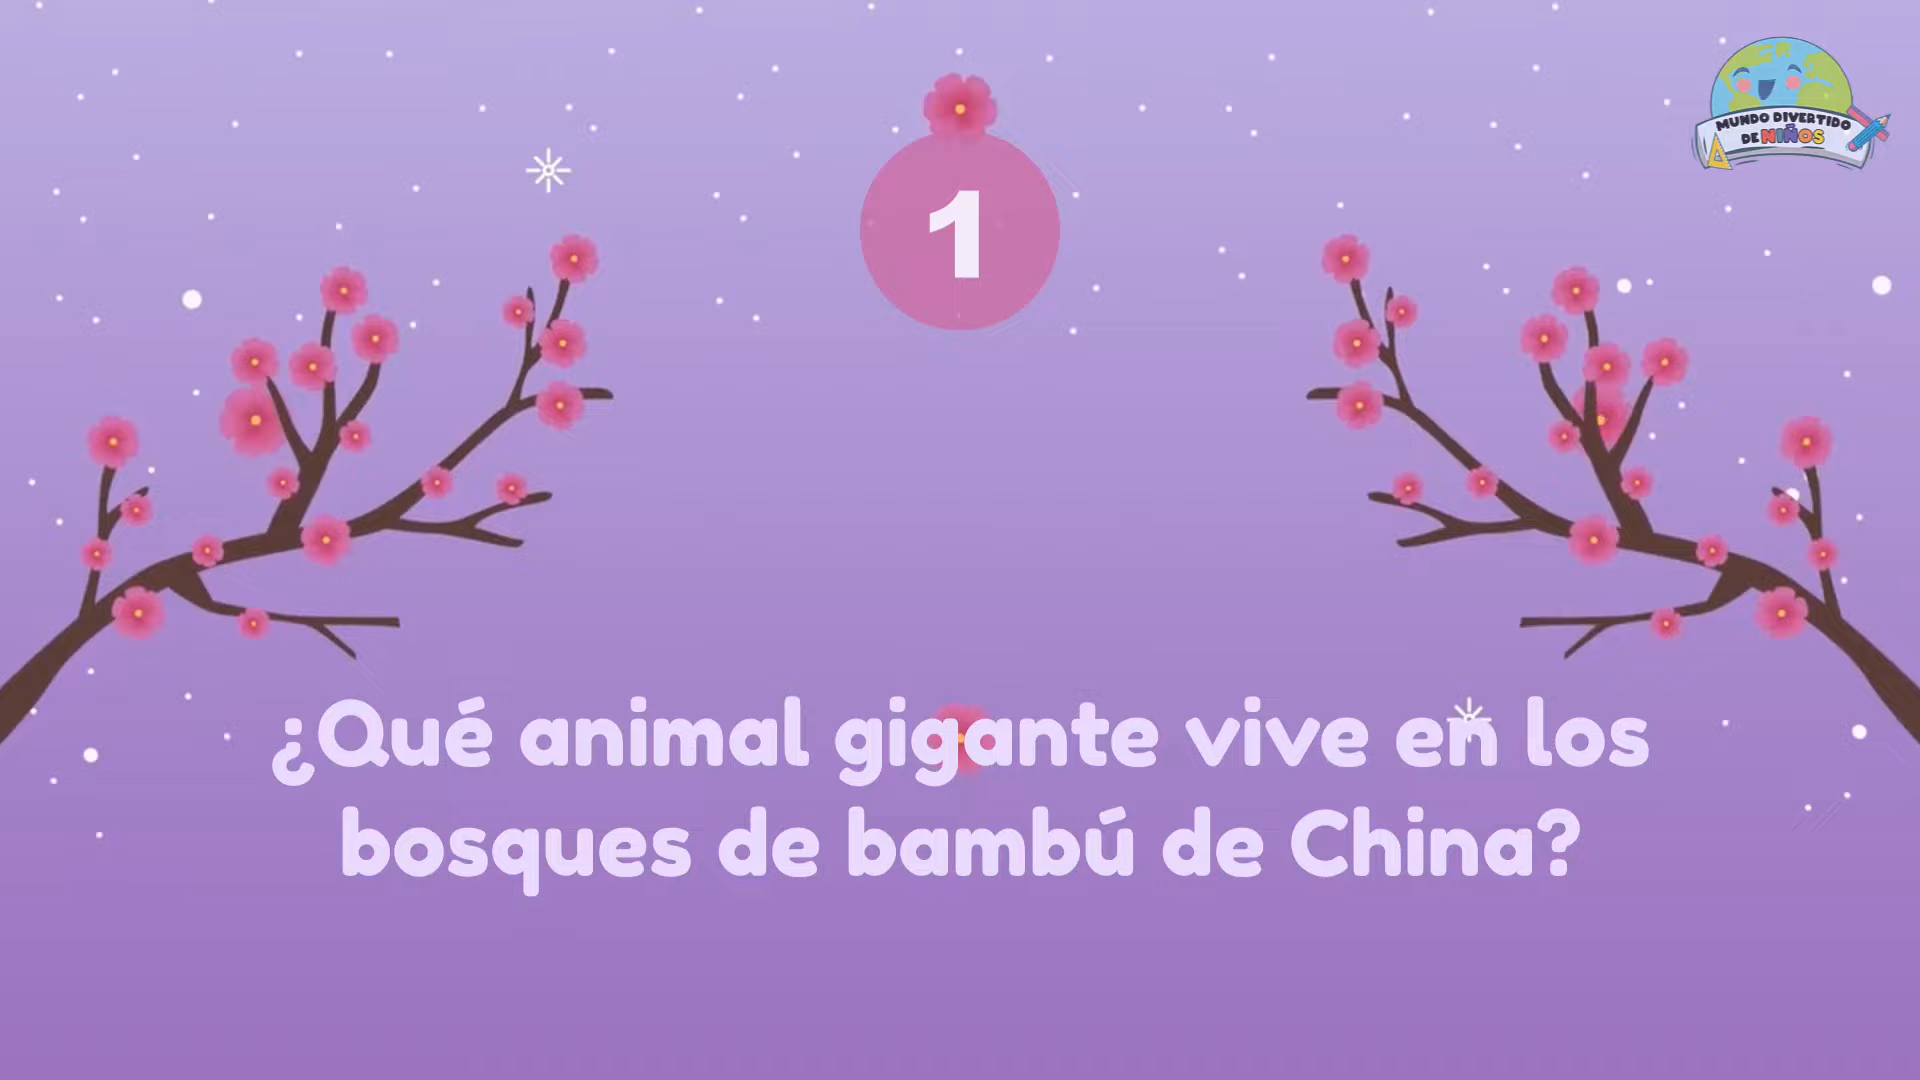 MUNDO DIVERTIDO
DE NIÑOS
1
¿Qué animal gigante vive en los
bosques de bambú de China?